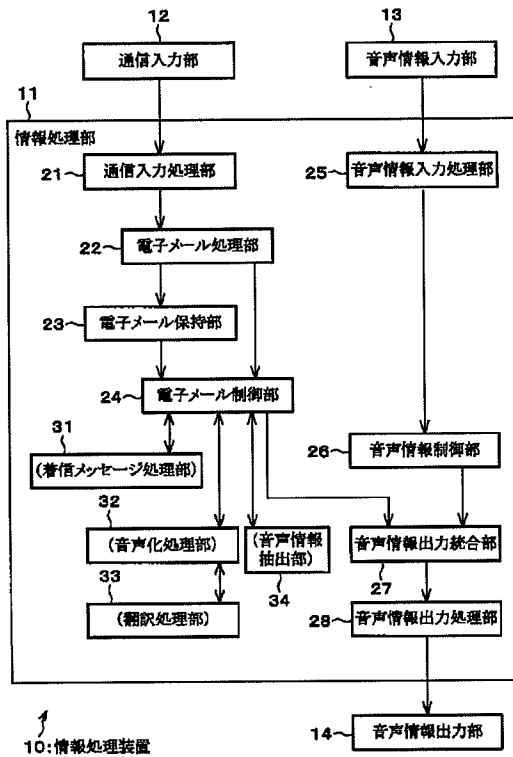 12
通信入力部
13
音声情報入力部
11
情報処理部
21
通信入力処理部
25
音声情報入力処理部
22
電子メール処理部
23
電子メール保持部
24
電子メール制御部
31
(着信メッセージ処理部)
26
音声情報制御部
32
(音声化処理部)
(音声情報
抽出部)
34
音声情報出力統合部
27
33
(翻訳処理部)
28
音声情報出力処理部
14
音声情報出力部
10:情報処理装置